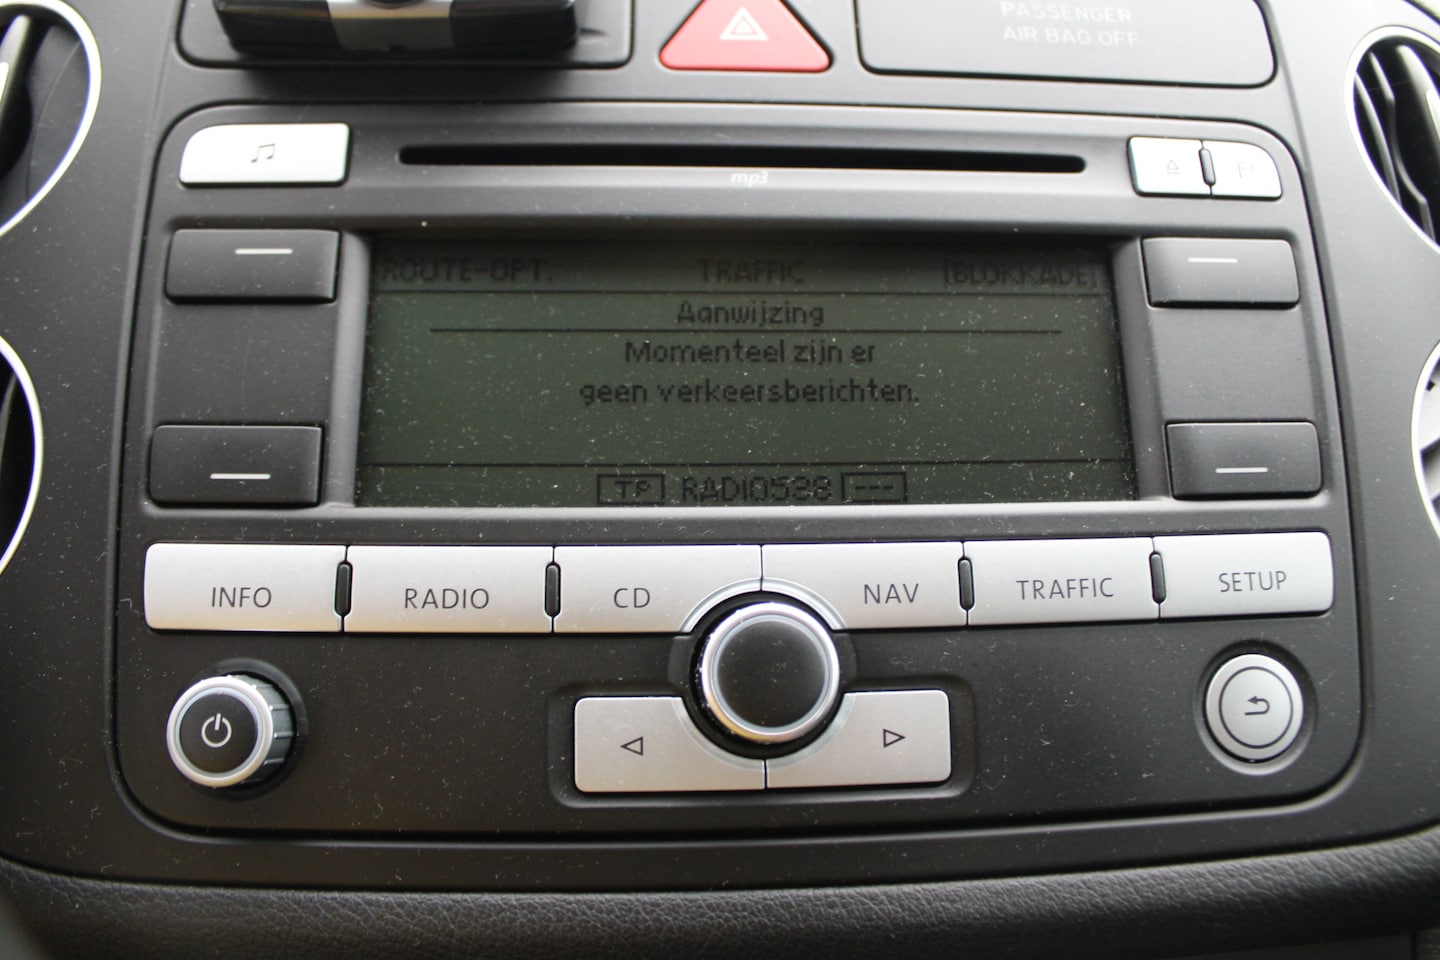 PASSENGER
AIR BAG OFF
mp3
ROUTE-OPT. TRAFFIC [BLOKKADE]
Aanwijzing
Momenteel zijn er
geen verkeersberichten.
TP RADIO538 ---
INFO RADIO CD NAV TRAFFIC SETUP